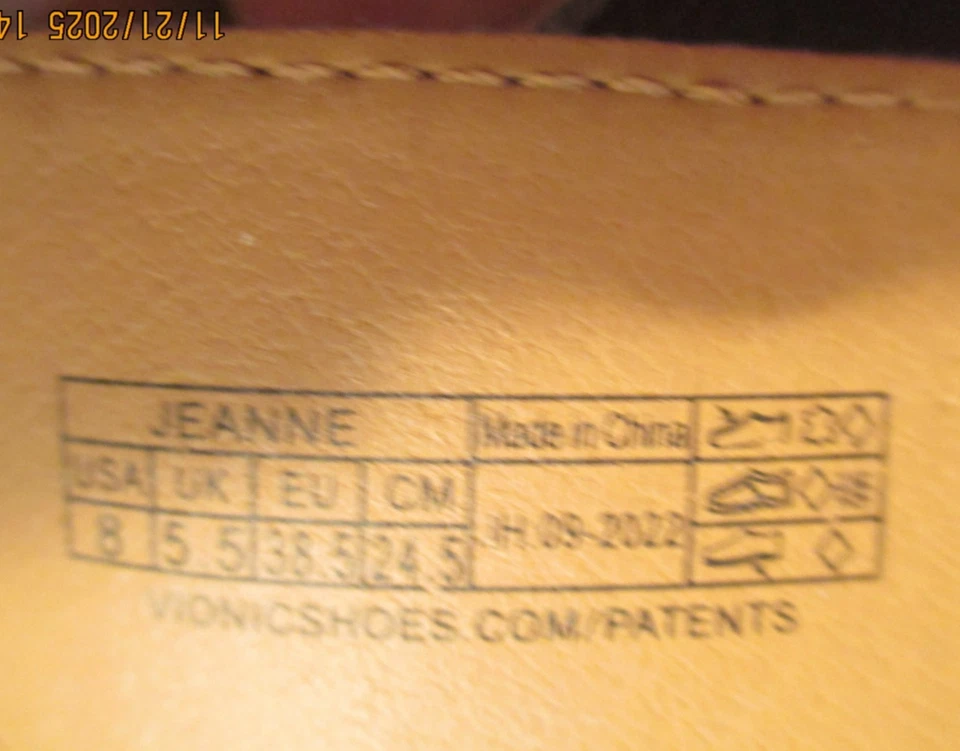 11/21/2025 14
JEANNE Made in China
USA UK EU CM
JH 09-2022
8 5.5 38.5 24.5
VIONICSHOES.COM/PATENTS